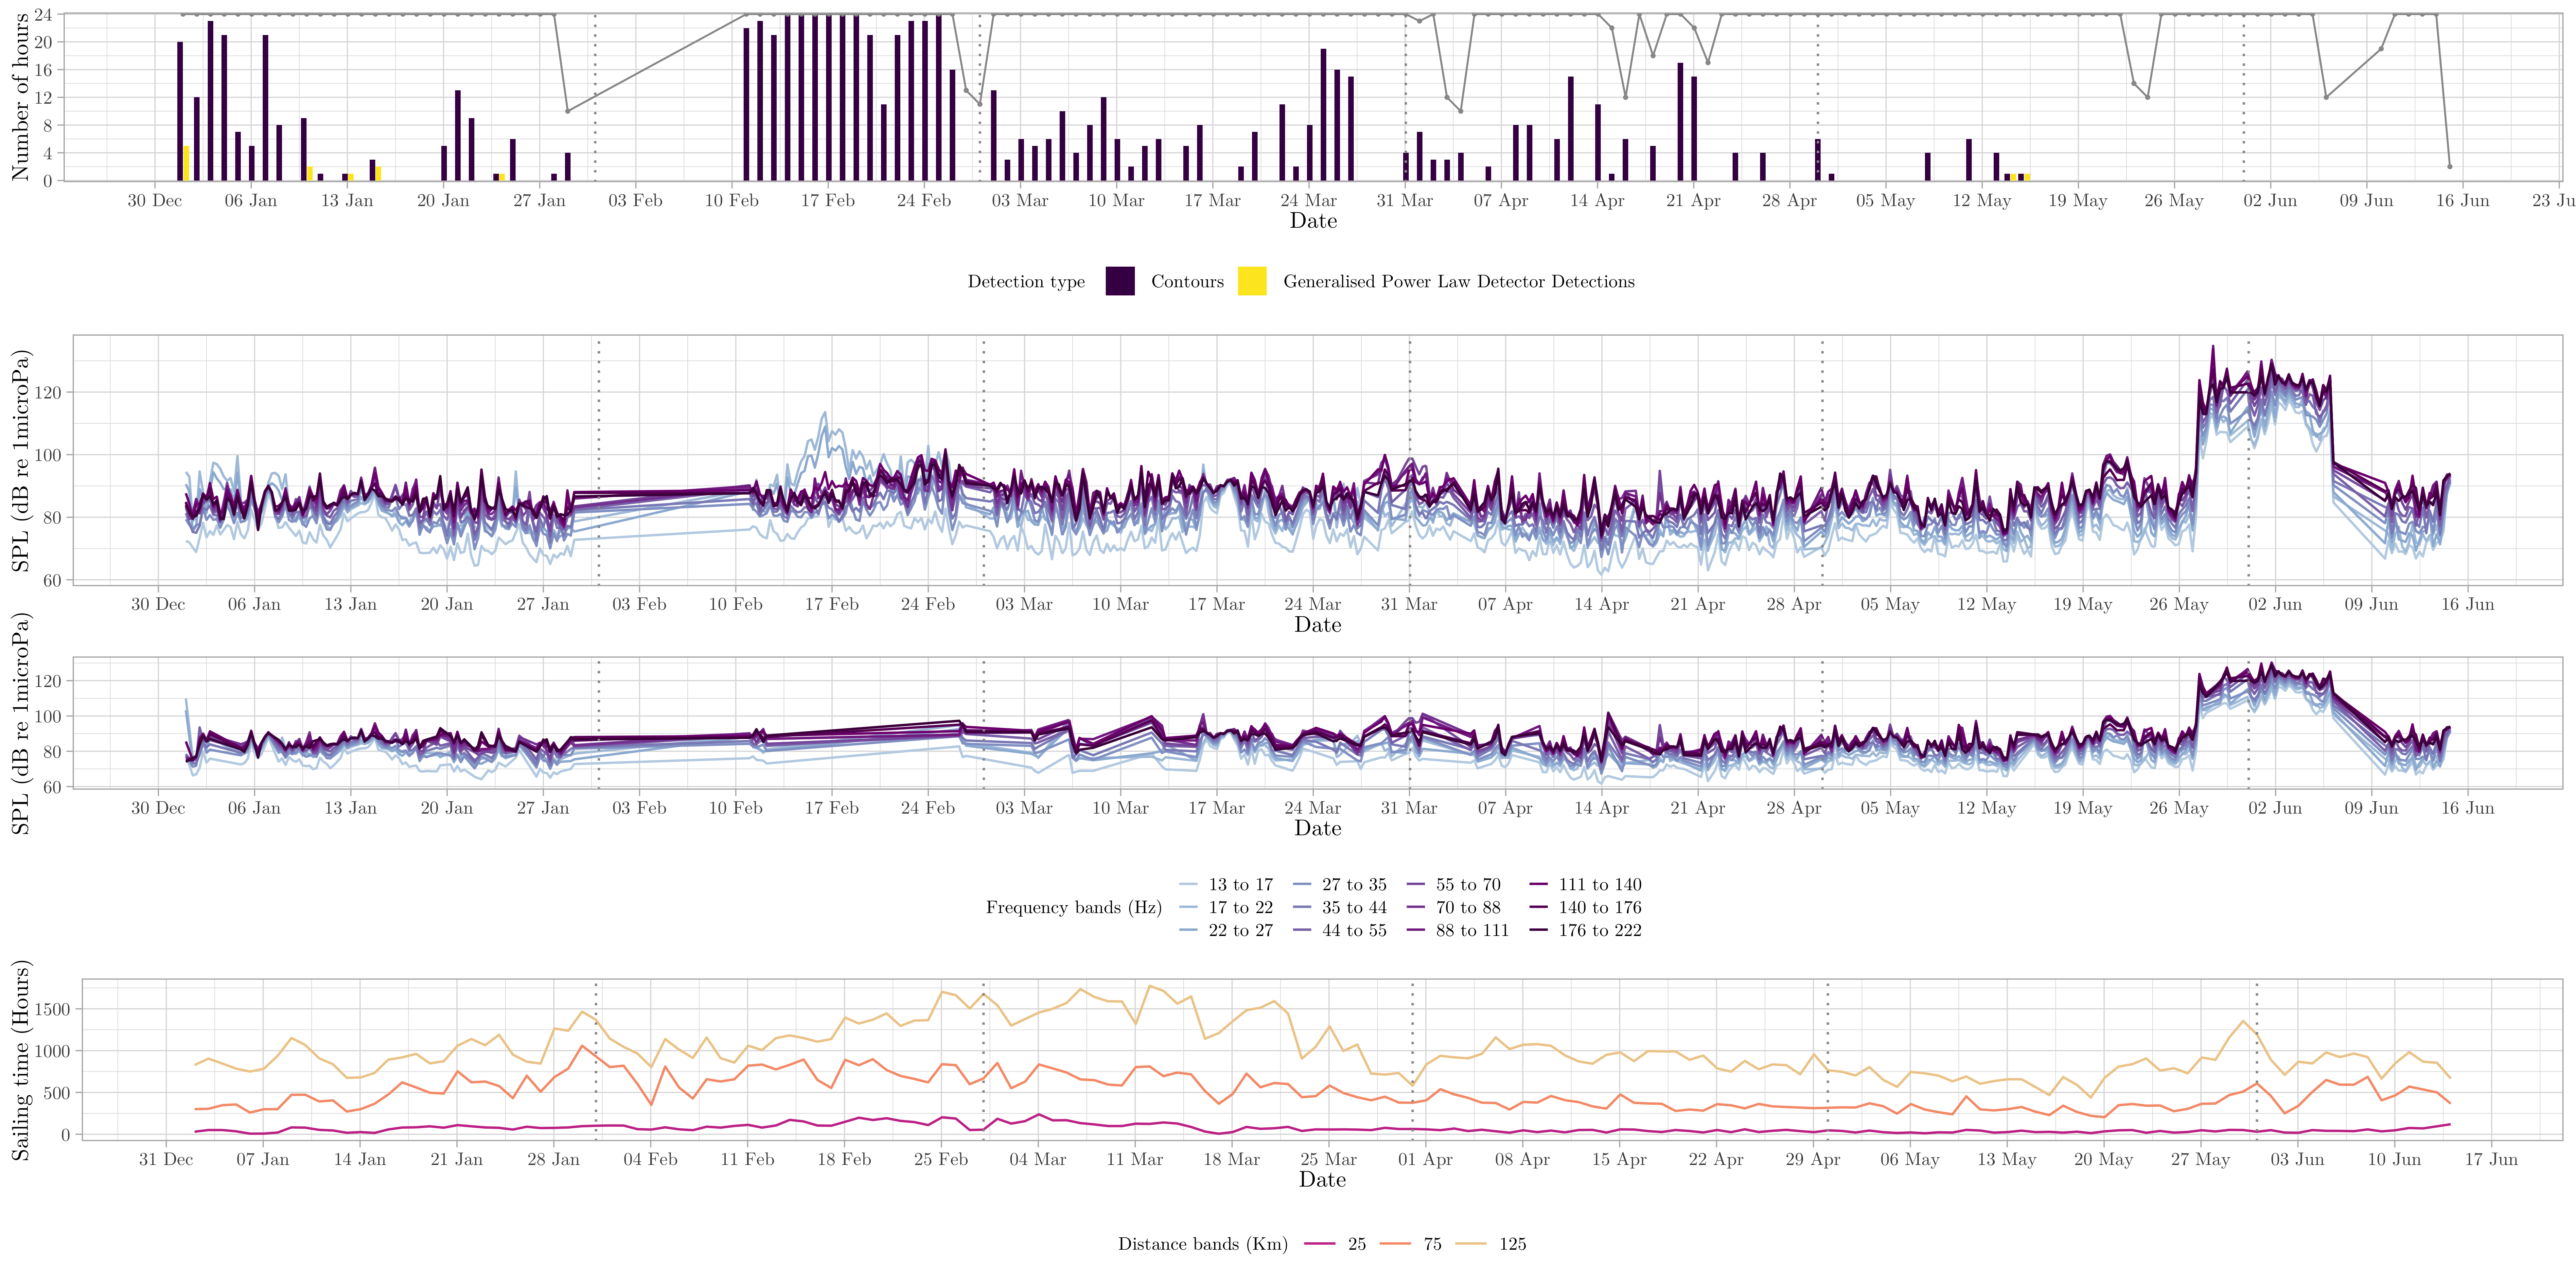 Number of hours
24
20
16
12
8
4
0
30 Dec 06 Jan 13 Jan 20 Jan 27 Jan 03 Feb 10 Feb 17 Feb 24 Feb 03 Mar 10 Mar 17 Mar 24 Mar 31 Mar 07 Apr 14 Apr 21 Apr 28 Apr 05 May 12 May 19 May 26 May 02 Jun 09 Jun 16 Jun 23 Ju
Date
Detection type Contours Generalised Power Law Detector Detections
SPL (dB re 1microPa)
120
100
80
60
30 Dec 06 Jan 13 Jan 20 Jan 27 Jan 03 Feb 10 Feb 17 Feb 24 Feb 03 Mar 10 Mar 17 Mar 24 Mar 31 Mar 07 Apr 14 Apr 21 Apr 28 Apr 05 May 12 May 19 May 26 May 02 Jun 09 Jun 16 Jun
Date
SPL (dB re 1microPa)
120
100
80
60
30 Dec 06 Jan 13 Jan 20 Jan 27 Jan 03 Feb 10 Feb 17 Feb 24 Feb 03 Mar 10 Mar 17 Mar 24 Mar 31 Mar 07 Apr 14 Apr 21 Apr 28 Apr 05 May 12 May 19 May 26 May 02 Jun 09 Jun 16 Jun
Date
Frequency bands (Hz)
13 to 17 27 to 35 55 to 70 111 to 140
17 to 22 35 to 44 70 to 88 140 to 176
22 to 27 44 to 55 88 to 111 176 to 222
Sailing time (Hours)
1500
1000
500
0
31 Dec 07 Jan 14 Jan 21 Jan 28 Jan 04 Feb 11 Feb 18 Feb 25 Feb 04 Mar 11 Mar 18 Mar 25 Mar 01 Apr 08 Apr 15 Apr 22 Apr 29 Apr 06 May 13 May 20 May 27 May 03 Jun 10 Jun 17 Jun
Date
Distance bands (Km) 25 75 125